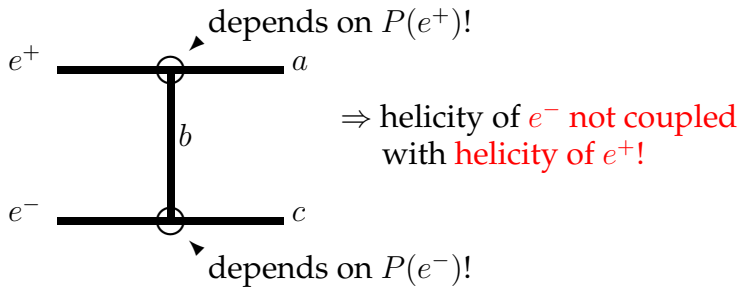 depends on P(e⁺)!
e⁺ a
⇒ helicity of e⁻ not coupled
b
with helicity of e⁺!
e⁻ c
depends on P(e⁻)!